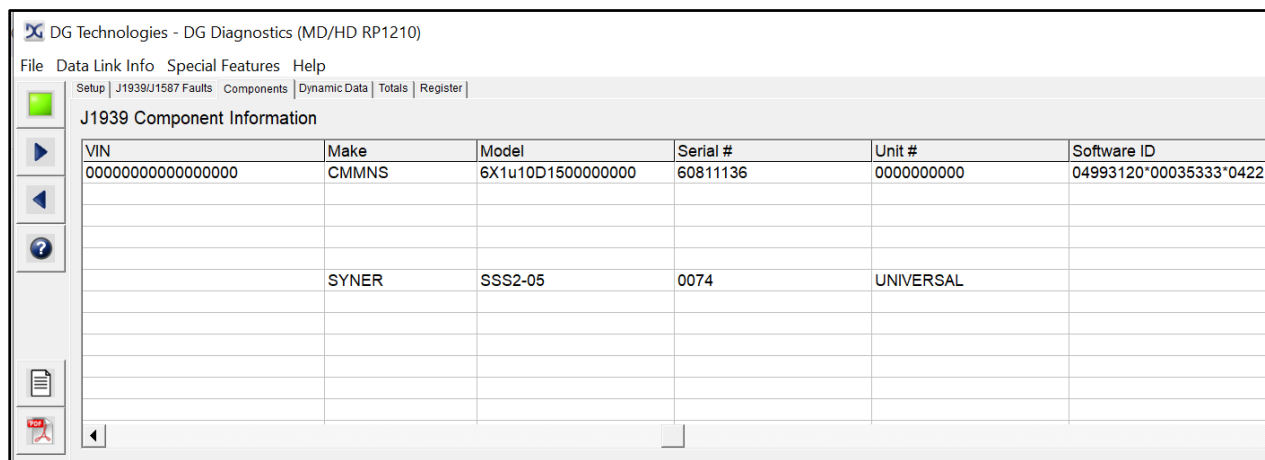 DG Technologies - DG Diagnostics (MD/HD RP1210)
File Data Link Info Special Features Help
Setup J1939/J1587 Faults Components Dynamic Data Totals Register
J1939 Component Information
VIN Make Model Serial # Unit # Software ID
00000000000000000 CMMNS 6X1u10D1500000000 60811136 0000000000 04993120*00035333*0422
SYNER SSS2-05 0074 UNIVERSAL
PDF